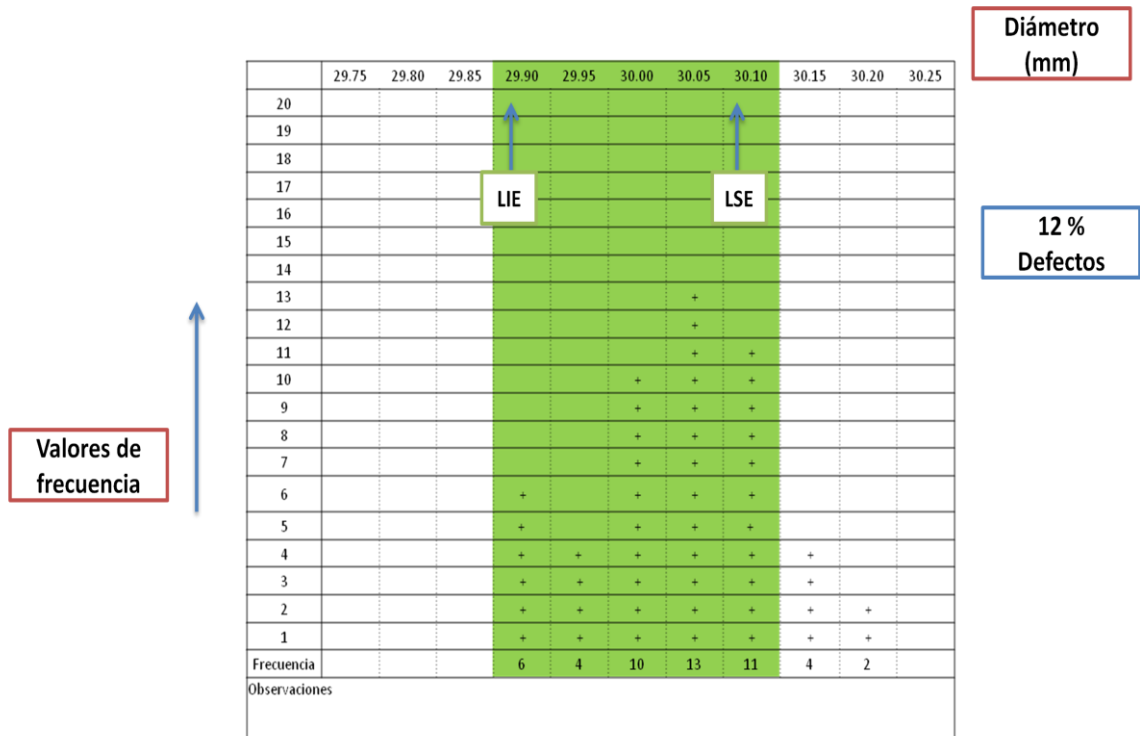 Diámetro
(mm)
29.75 29.80 29.85 29.90 29.95 30.00 30.05 30.10 30.15 30.20 30.25
20
19
18
17
LIE LSE
16
12 %
Defectos
15
14
13 +
12 +
11 + +
10 + + +
9 + + +
8 + + +
7 + + +
Valores de
frecuencia
6 + + + +
5 + + + +
4 + + + + + +
3 + + + + + +
2 + + + + + + +
1 + + + + + + +
Frecuencia 6 4 10 13 11 4 2
Observaciones